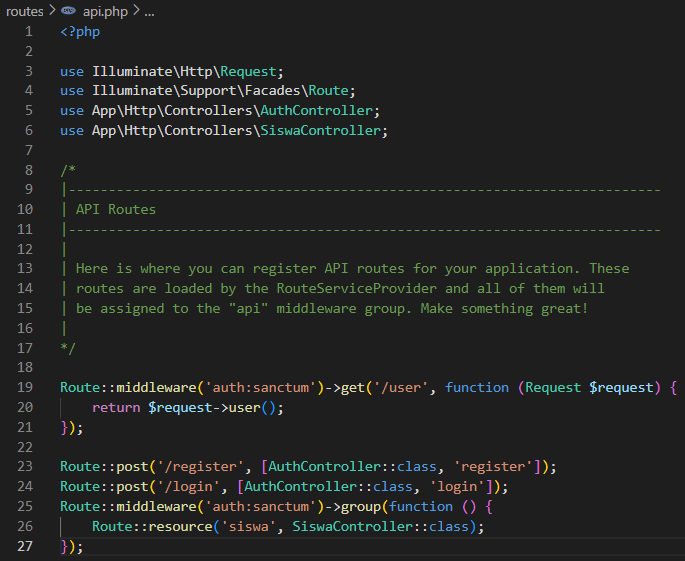 routes > api.php > ...
1 <?php
2
3 use Illuminate\Http\Request;
4 use Illuminate\Support\Facades\Route;
5 use App\Http\Controllers\AuthController;
6 use App\Http\Controllers\SiswaController;
7
8 /*
9 |--------------------------------------------------------------------------
10 | API Routes
11 |--------------------------------------------------------------------------
12 |
13 | Here is where you can register API routes for your application. These
14 | routes are loaded by the RouteServiceProvider and all of them will
15 | be assigned to the "api" middleware group. Make something great!
16 |
17 */
18
19 Route::middleware('auth:sanctum')->get('/user', function (Request $request) {
20     return $request->user();
21 });
22
23 Route::post('/register', [AuthController::class, 'register']);
24 Route::post('/login', [AuthController::class, 'login']);
25 Route::middleware('auth:sanctum')->group(function () {
26     Route::resource('siswa', SiswaController::class);
27 });